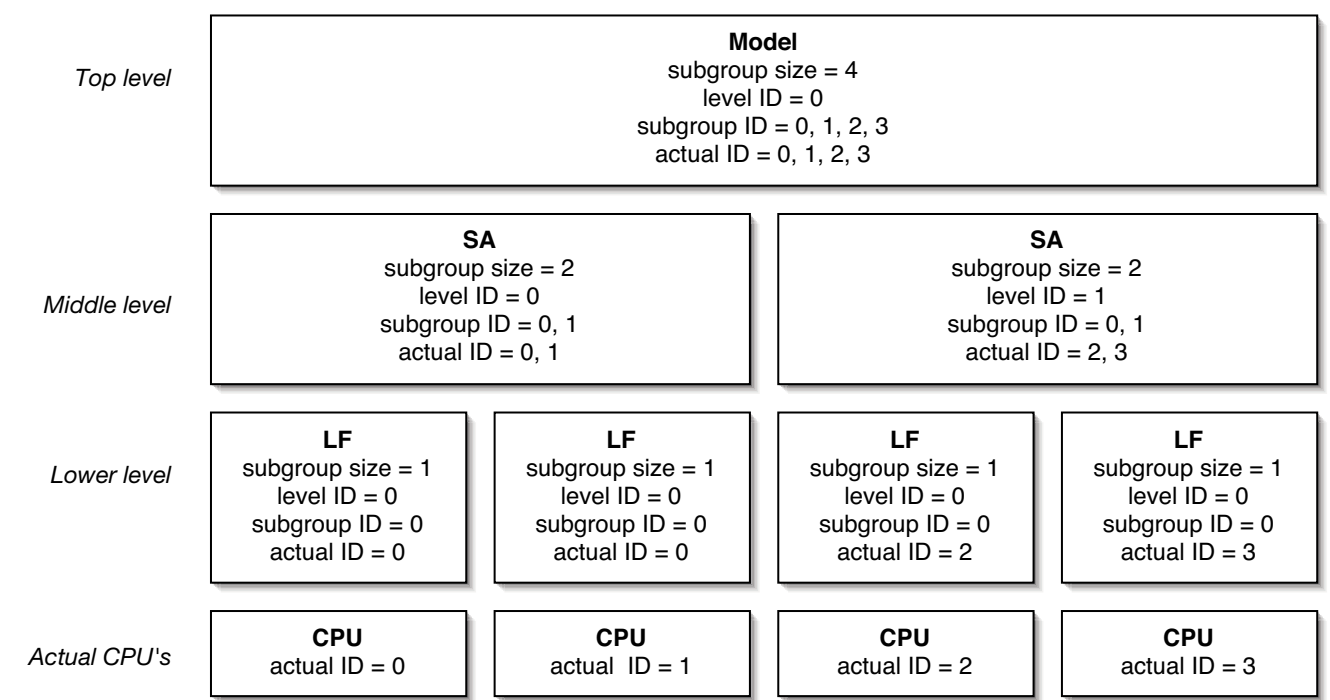 Top level
Model
subgroup size = 4
level ID = 0
subgroup ID = 0, 1, 2, 3
actual ID = 0, 1, 2, 3
Middle level
SA
subgroup size = 2
level ID = 0
subgroup ID = 0, 1
actual ID = 0, 1
SA
subgroup size = 2
level ID = 1
subgroup ID = 0, 1
actual ID = 2, 3
Lower level
LF
subgroup size = 1
level ID = 0
subgroup ID = 0
actual ID = 0
LF
subgroup size = 1
level ID = 0
subgroup ID = 0
actual ID = 0
LF
subgroup size = 1
level ID = 0
subgroup ID = 0
actual ID = 2
LF
subgroup size = 1
level ID = 0
subgroup ID = 0
actual ID = 3
Actual CPU's
CPU
actual ID = 0
CPU
actual  ID = 1
CPU
actual ID = 2
CPU
actual ID = 3